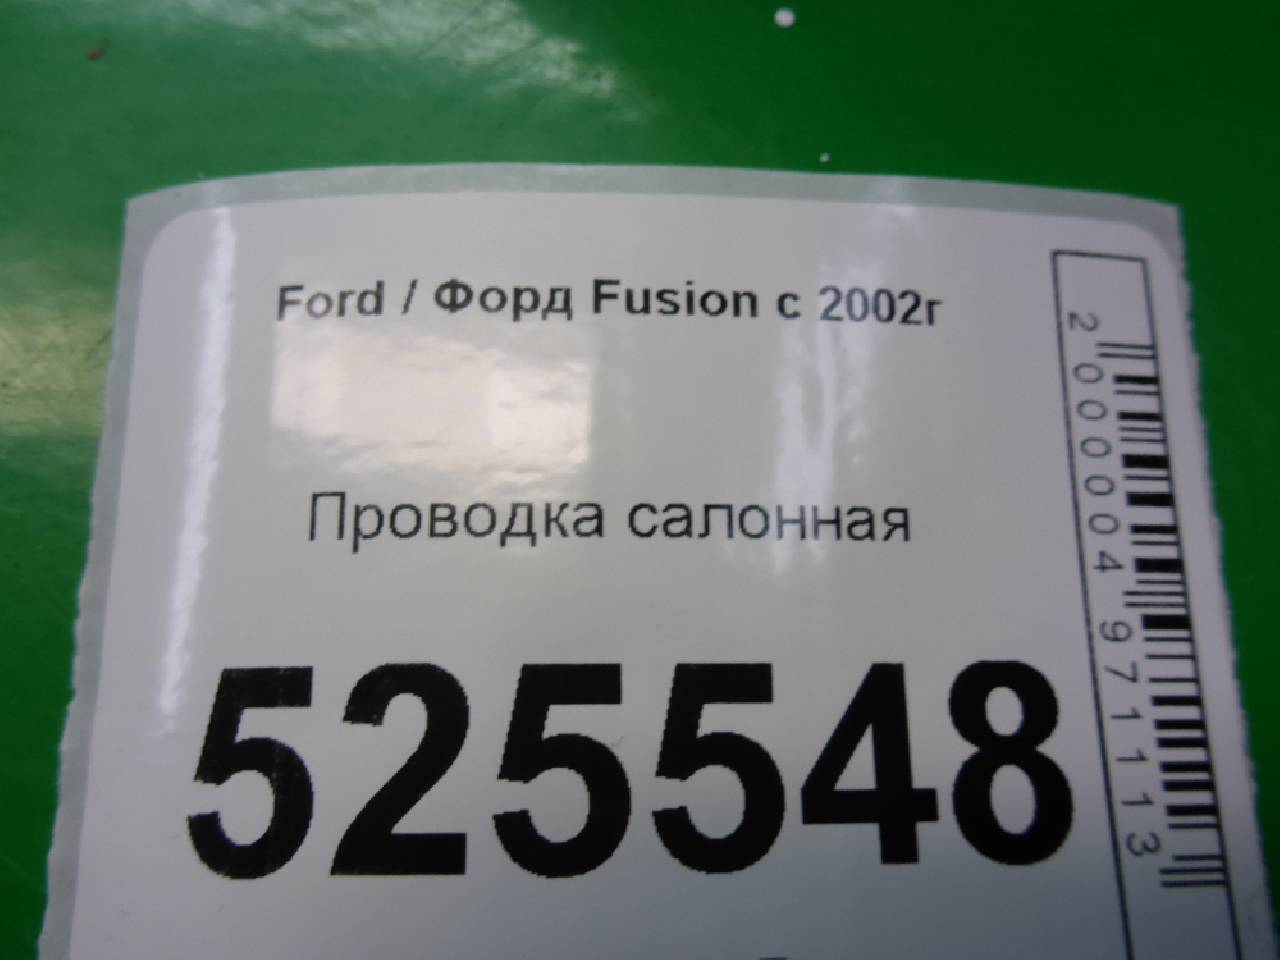 Ford / Форд Fusion с 2002г
Проводка салонная
525548
2000004971113